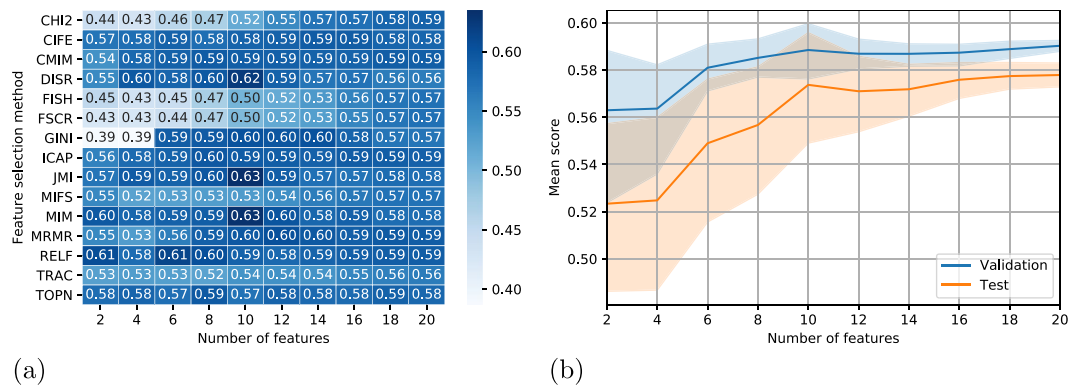 CHI2 0.44 0.43 0.46 0.47 0.52 0.55 0.57 0.57 0.58 0.59
CIFE 0.57 0.58 0.59 0.58 0.58 0.59 0.59 0.59 0.58 0.58
CMIM 0.54 0.58 0.59 0.59 0.59 0.59 0.59 0.59 0.59 0.59
DISR 0.55 0.60 0.58 0.60 0.62 0.59 0.57 0.57 0.56 0.56
FISH 0.45 0.43 0.45 0.47 0.50 0.52 0.53 0.56 0.57 0.57
FSCR 0.43 0.43 0.44 0.47 0.50 0.52 0.53 0.55 0.57 0.57
GINI 0.39 0.39 0.59 0.59 0.60 0.60 0.60 0.58 0.57 0.57
ICAP 0.56 0.58 0.59 0.60 0.59 0.59 0.59 0.59 0.59 0.59
JMI 0.57 0.59 0.59 0.60 0.63 0.59 0.57 0.57 0.58 0.58
MIFS 0.55 0.52 0.53 0.53 0.53 0.54 0.56 0.57 0.57 0.57
MIM 0.60 0.58 0.59 0.59 0.63 0.60 0.58 0.59 0.58 0.58
MRMR 0.55 0.53 0.56 0.59 0.60 0.60 0.60 0.59 0.59 0.59
RELF 0.61 0.58 0.61 0.60 0.59 0.58 0.59 0.58 0.59 0.59
TRAC 0.53 0.53 0.53 0.52 0.54 0.54 0.54 0.55 0.56 0.56
TOPN 0.58 0.58 0.57 0.59 0.57 0.58 0.58 0.58 0.58 0.58
2 4 6 8 10 12 14 16 18 20
Number of features
Feature selection method
0.60
0.55
0.50
0.45
0.40
(a)
0.60
0.58
0.56
0.54
0.52
0.50
Mean score
Validation
Test
2 4 6 8 10 12 14 16 18 20
Number of features
(b)